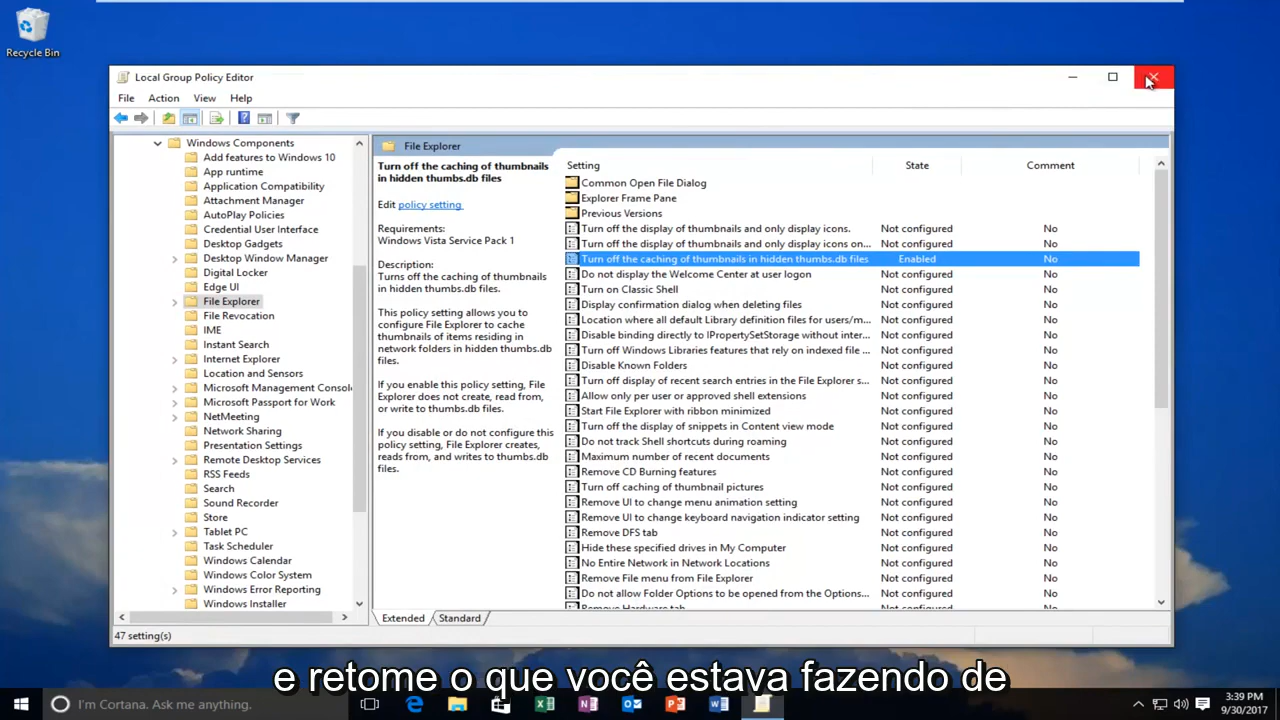 Recycle Bin
Local Group Policy Editor
File Action View Help
Windows Components
Add features to Windows 10
App runtime
Application Compatibility
Attachment Manager
AutoPlay Policies
Credential User Interface
Desktop Gadgets
Desktop Window Manager
Digital Locker
Edge UI
File Explorer
File Revocation
IME
Instant Search
Internet Explorer
Location and Sensors
Microsoft Management Consol
Microsoft Passport for Work
NetMeeting
Network Sharing
Presentation Settings
Remote Desktop Services
RSS Feeds
Search
Sound Recorder
Store
Tablet PC
Task Scheduler
Windows Calendar
Windows Color System
Windows Error Reporting
Windows Installer
File Explorer
Turn off the caching of thumbnails
in hidden thumbs.db files
Edit policy setting
Requirements:
Windows Vista Service Pack 1
Description:
Turns off the caching of thumbnails
in hidden thumbs.db files.
This policy setting allows you to
configure File Explorer to cache
thumbnails of items residing in
network folders in hidden thumbs.db
files.
If you enable this policy setting, File
Explorer does not create, read from,
or write to thumbs.db files.
If you disable or do not configure this
policy setting, File Explorer creates,
reads from, and writes to thumbs.db
files.
Setting State Comment
Common Open File Dialog
Explorer Frame Pane
Previous Versions
Turn off the display of thumbnails and only display icons. Not configured No
Turn off the display of thumbnails and only display icons on... Not configured No
Turn off the caching of thumbnails in hidden thumbs.db files Enabled No
Do not display the Welcome Center at user logon Not configured No
Turn on Classic Shell Not configured No
Display confirmation dialog when deleting files Not configured No
Location where all default Library definition files for users/m... Not configured No
Disable binding directly to IPropertySetStorage without inter... Not configured No
Turn off Windows Libraries features that rely on indexed file ... Not configured No
Disable Known Folders Not configured No
Turn off display of recent search entries in the File Explorer s... Not configured No
Allow only per user or approved shell extensions Not configured No
Start File Explorer with ribbon minimized Not configured No
Turn off the display of snippets in Content view mode Not configured No
Do not track Shell shortcuts during roaming Not configured No
Maximum number of recent documents Not configured No
Remove CD Burning features Not configured No
Turn off caching of thumbnail pictures Not configured No
Remove UI to change menu animation setting Not configured No
Remove UI to change keyboard navigation indicator setting Not configured No
Remove DFS tab Not configured No
Hide these specified drives in My Computer Not configured No
No Entire Network in Network Locations Not configured No
Remove File menu from File Explorer Not configured No
Do not allow Folder Options to be opened from the Options... Not configured No
Remove Hardware tab Not configured No
Extended Standard
47 setting(s)
e retome o que você estava fazendo de
I'm Cortana. Ask me anything.
3:39 PM
9/30/2017